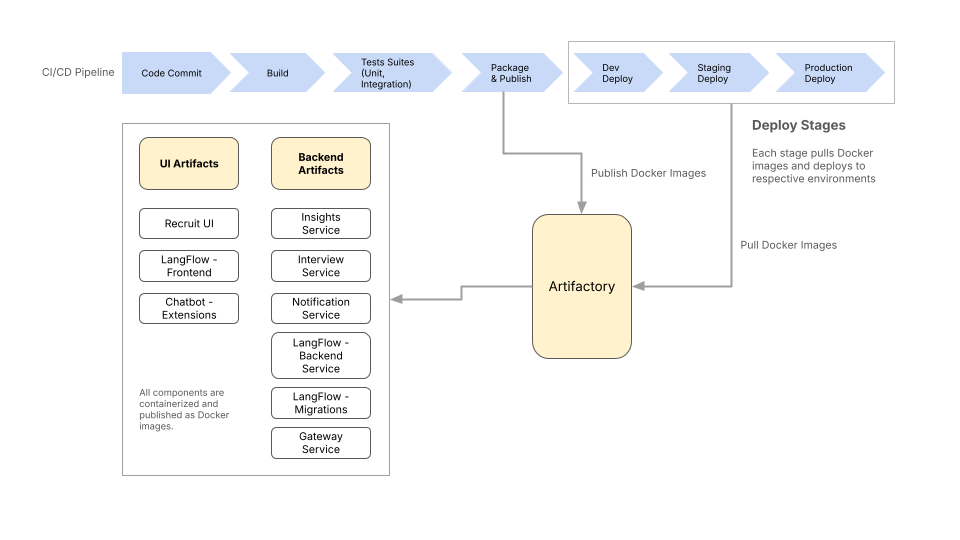 CI/CD Pipeline
Code Commit
Build
Tests Suites
(Unit,
Integration)
Package
& Publish
Dev
Deploy
Staging
Deploy
Production
Deploy
Deploy Stages
Each stage pulls Docker
images and deploys to
respective environments
Publish Docker Images
Pull Docker Images
Artifactory
UI Artifacts
Recruit UI
LangFlow -
Frontend
Chatbot -
Extensions
All components are
containerized and
published as Docker
images.
Backend
Artifacts
Insights
Service
Interview
Service
Notification
Service
LangFlow -
Backend
Service
LangFlow -
Migrations
Gateway
Service